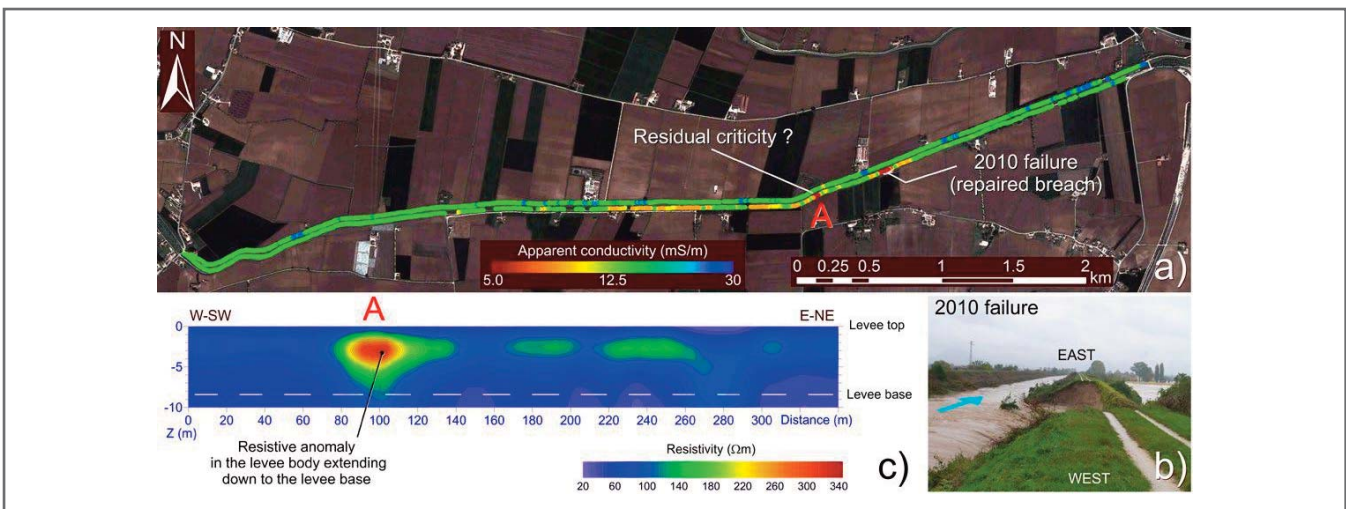 N
Residual criticity ?
2010 failure
(repaired breach)
A
Apparent conductivity (mS/m)
5.0 12.5 30
0 0.25 0.5 1 1.5 2
km
a)
A
W-SW E-NE
0 Levee top
-5
Levee base
-10
0 20 40 60 80 100 120 140 160 180 200 220 240 260 280 300 Distance (m)
Z (m)
Resistive anomaly
in the levee body extending
down to the levee base
Resistivity (Ωm)
20 60 100 140 180 220 260 300 340
c)
2010 failure
EAST
WEST
b)